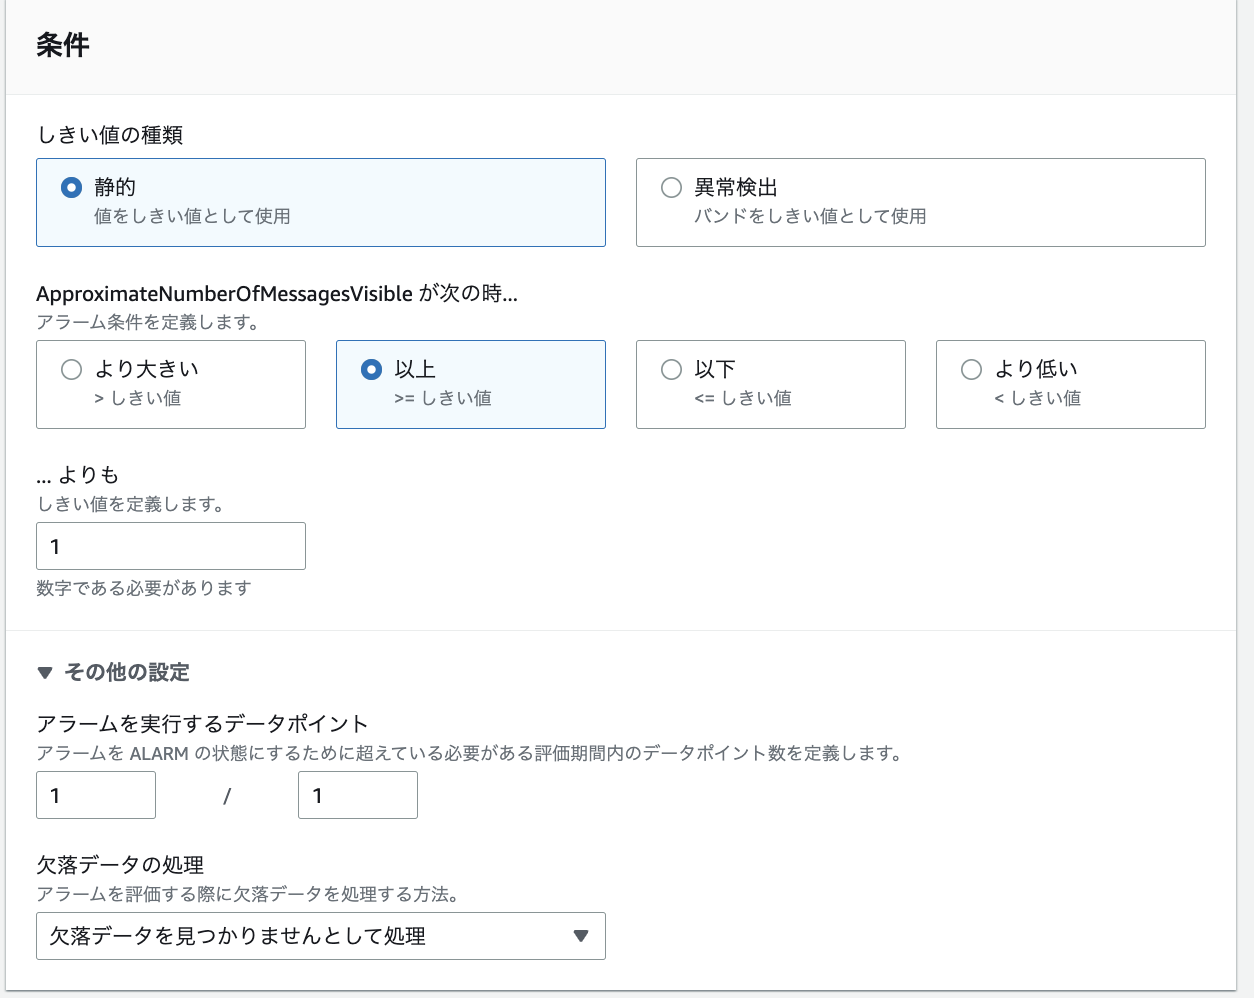 条件
しきい値の種類
静的
値をしきい値として使用
異常検出
バンドをしきい値として使用
ApproximateNumberOfMessagesVisible が次の時...
アラーム条件を定義します。
より大きい
> しきい値
以上
>= しきい値
以下
<= しきい値
より低い
< しきい値
... よりも
しきい値を定義します。
1
数字である必要があります
▼ その他の設定
アラームを実行するデータポイント
アラームを ALARM の状態にするために超えている必要がある評価期間内のデータポイント数を定義します。
1 / 1
欠落データの処理
アラームを評価する際に欠落データを処理する方法。
欠落データを見つかりませんとして処理